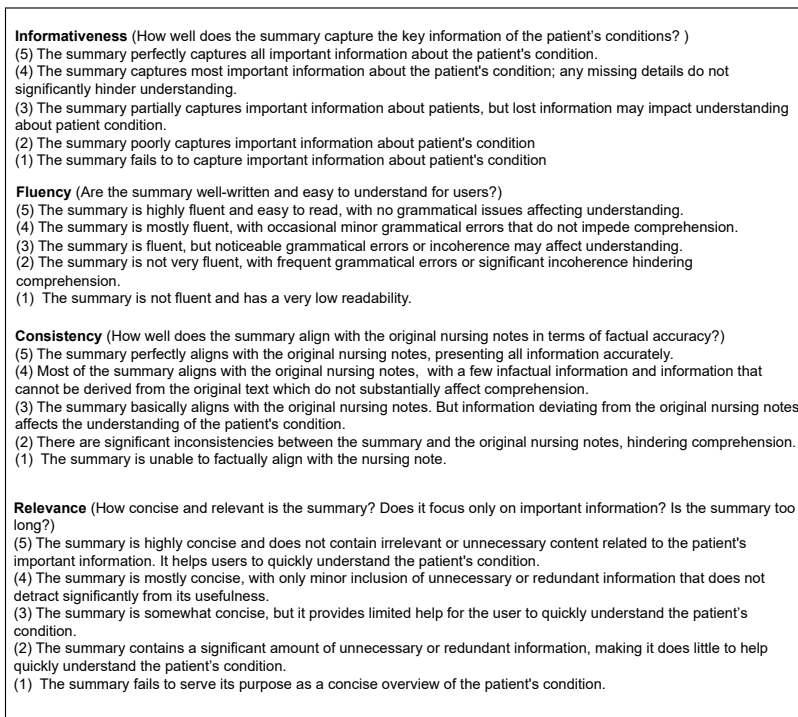 Informativeness (How well does the summary capture the key information of the patient's conditions? )
(5) The summary perfectly captures all important information about the patient's condition.
(4) The summary captures most important information about the patient's condition; any missing details do not
significantly hinder understanding.
(3) The summary partially captures important information about patients, but lost information may impact understanding
about patient condition.
(2) The summary poorly captures important information about patient's condition
(1) The summary fails to to capture important information about patient's condition
Fluency (Are the summary well-written and easy to understand for users?)
(5) The summary is highly fluent and easy to read, with no grammatical issues affecting understanding.
(4) The summary is mostly fluent, with occasional minor grammatical errors that do not impede comprehension.
(3) The summary is fluent, but noticeable grammatical errors or incoherence may affect understanding.
(2) The summary is not very fluent, with frequent grammatical errors or significant incoherence hindering
comprehension.
(1) The summary is not fluent and has a very low readability.
Consistency (How well does the summary align with the original nursing notes in terms of factual accuracy?)
(5) The summary perfectly aligns with the original nursing notes, presenting all information accurately.
(4) Most of the summary aligns with the original nursing notes, with a few infactual information and information that
cannot be derived from the original text which do not substantially affect comprehension.
(3) The summary basically aligns with the original nursing notes. But information deviating from the original nursing notes
affects the understanding of the patient's condition.
(2) There are significant inconsistencies between the summary and the original nursing notes, hindering comprehension.
(1) The summary is unable to factually align with the nursing note.
Relevance (How concise and relevant is the summary? Does it focus only on important information? Is the summary too
long?)
(5) The summary is highly concise and does not contain irrelevant or unnecessary content related to the patient's
important information. It helps users to quickly understand the patient's condition.
(4) The summary is mostly concise, with only minor inclusion of unnecessary or redundant information that does not
detract significantly from its usefulness.
(3) The summary is somewhat concise, but it provides limited help for the user to quickly understand the patient's
condition.
(2) The summary contains a significant amount of unnecessary or redundant information, making it does little to help
quickly understand the patient's condition.
(1) The summary fails to serve its purpose as a concise overview of the patient's condition.